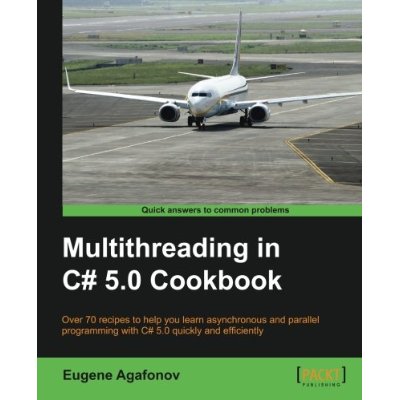 Quick answers to common problems
Multithreading in
C# 5.0 Cookbook
Over 70 recipes to help you learn asynchronous and parallel
programming with C# 5.0 quickly and efficiently
Eugene Agafonov
[PACKT]
PUBLISHING